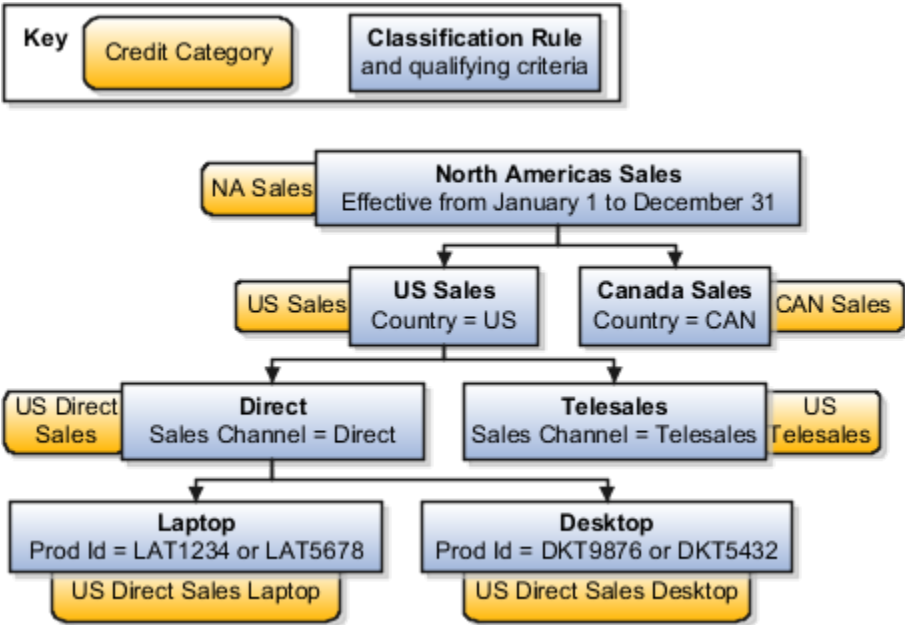 Key
Credit Category
Classification Rule
and qualifying criteria
NA Sales
North Americas Sales
Effective from January 1 to December 31
US Sales
US Sales
Country = US
Canada Sales
Country = CAN
CAN Sales
US Direct
Sales
Direct
Sales Channel = Direct
Telesales
Sales Channel = Telesales
US
Telesales
Laptop
Prod Id = LAT1234 or LAT5678
US Direct Sales Laptop
Desktop
Prod Id = DKT9876 or DKT5432
US Direct Sales Desktop